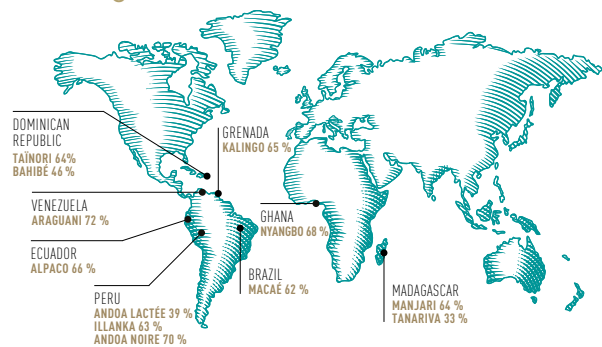 DOMINICAN
REPUBLIC
TAÏNORI 64%
BAHIBÉ 46 %
GRENADA
KALINGO 65 %
VENEZUELA
ARAGUANI 72 %
GHANA
NYANGBO 68 %
ECUADOR
ALPACO 66 %
BRAZIL
MACAÉ 62 %
PERU
ANDOA LACTÉE 39 %
ILLANKA 63 %
ANDOA NOIRE 70 %
MADAGASCAR
MANJARI 64 %
TANARIVA 33 %